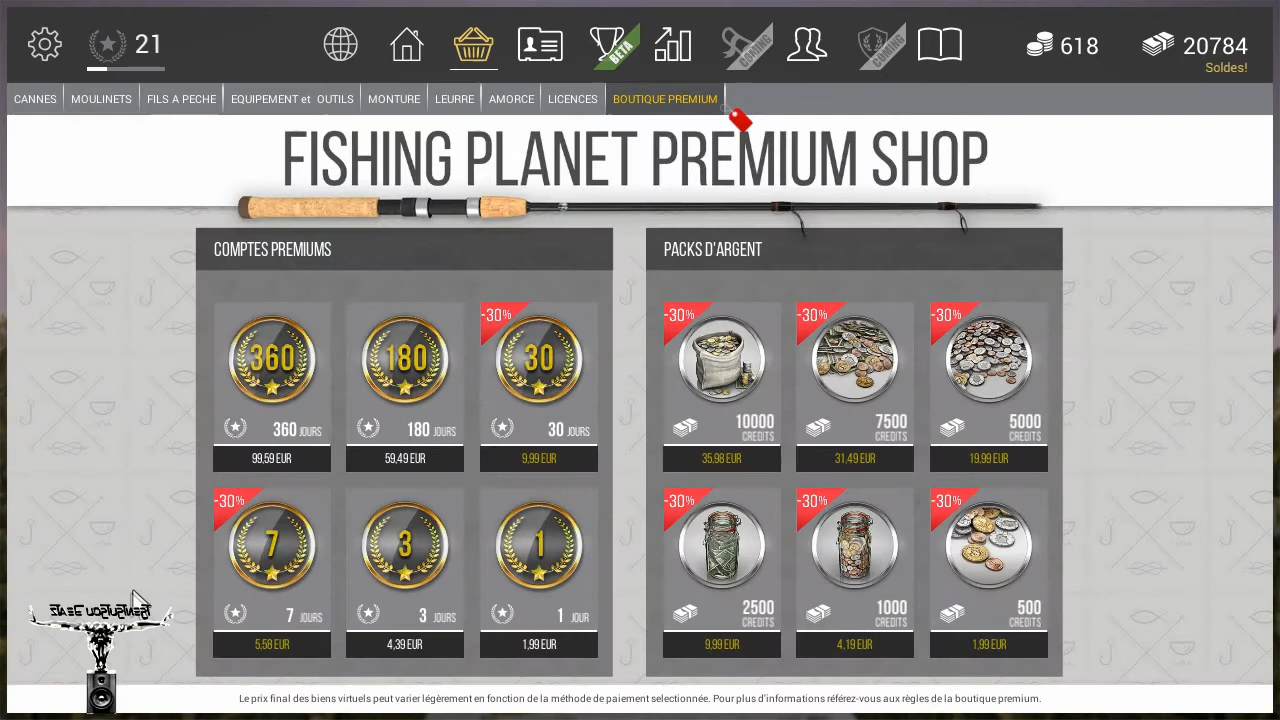 21
BETA
COMING
COMING
618
20784
Soldes!
CANNES MOULINETS FILS A PECHE EQUIPEMENT et OUTILS MONTURE LEURRE AMORCE LICENCES BOUTIQUE PREMIUM
FISHING PLANET PREMIUM SHOP
COMPTES PREMIUMS
360
360 JOURS
99,59 EUR
180
180 JOURS
59,49 EUR
-30%
30
30 JOURS
9,99 EUR
-30%
7
7 JOURS
5,58 EUR
3
3 JOURS
4,39 EUR
1
1 JOUR
1,99 EUR
PACKS D'ARGENT
-30%
10000
CREDITS
35,98 EUR
-30%
7500
CREDITS
31,49 EUR
-30%
5000
CREDITS
19,99 EUR
-30%
2500
CREDITS
9,99 EUR
-30%
1000
CREDITS
4,19 EUR
-30%
500
CREDITS
1,99 EUR
Le prix final des biens virtuels peut varier légèrement en fonction de la méthode de paiement selectionnée. Pour plus d'informations référez-vous aux règles de la boutique premium.